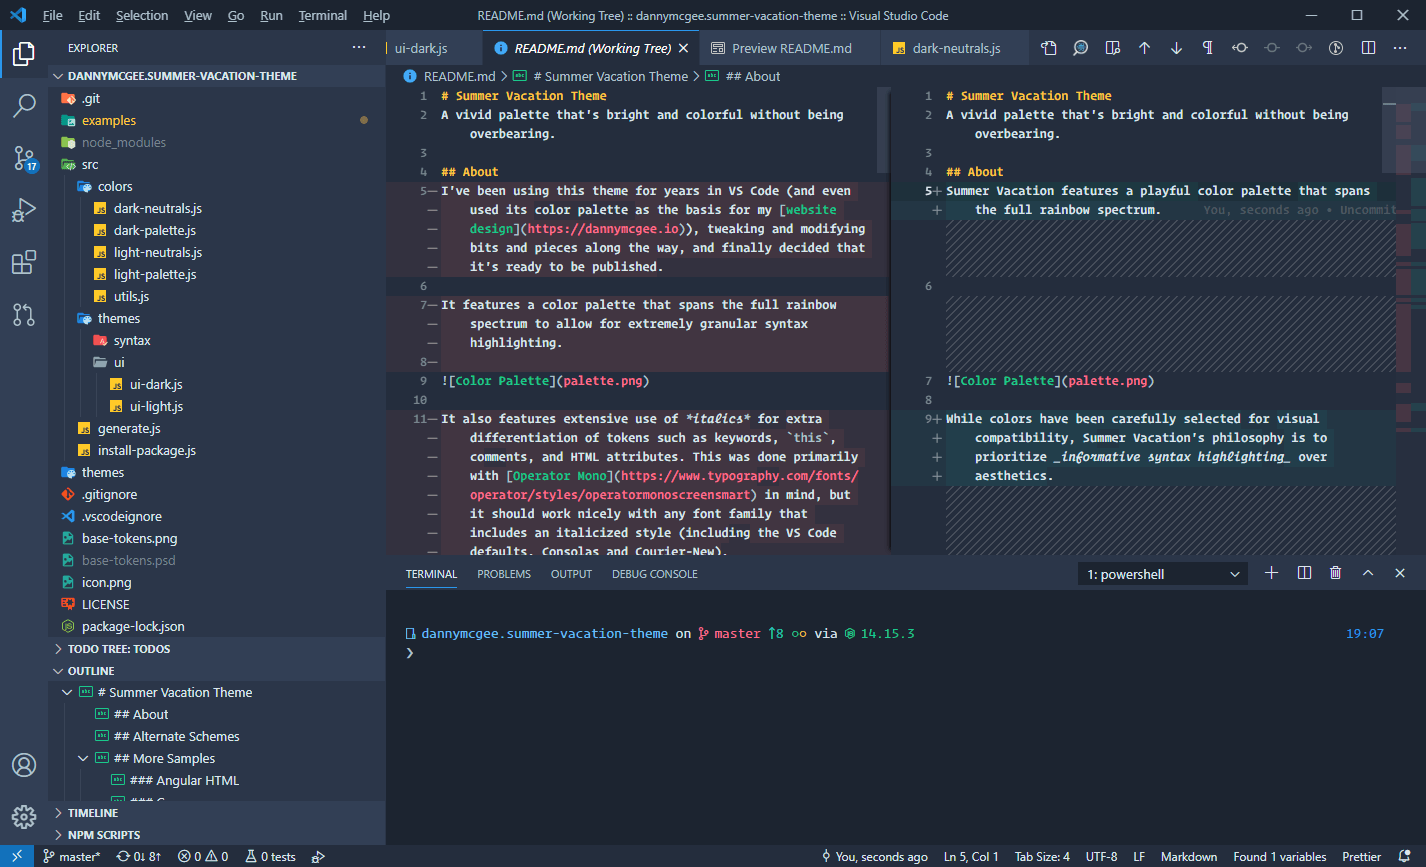 File Edit Selection View Go Run Terminal Help
README.md (Working Tree) :: dannymcgee.summer-vacation-theme :: Visual Studio Code
EXPLORER
DANNYMCGEE.SUMMER-VACATION-THEME
.git
examples
node_modules
src
colors
dark-neutrals.js
dark-palette.js
light-neutrals.js
light-palette.js
utils.js
themes
syntax
ui
ui-dark.js
ui-light.js
generate.js
install-package.js
themes
.gitignore
.vscodeignore
base-tokens.png
base-tokens.psd
icon.png
LICENSE
package-lock.json
TODO TREE: TODOS
OUTLINE
# Summer Vacation Theme
## About
## Alternate Schemes
## More Samples
### Angular HTML
TIMELINE
NPM SCRIPTS
17
ui-dark.js README.md (Working Tree) Preview README.md dark-neutrals.js
README.md > # Summer Vacation Theme > ## About
1 # Summer Vacation Theme
2 A vivid palette that's bright and colorful without being
overbearing.
3
4 ## About
5— I've been using this theme for years in VS Code (and even
— used its color palette as the basis for my [website
— design](https://dannymcgee.io)), tweaking and modifying
— bits and pieces along the way, and finally decided that
— it's ready to be published.
6
7— It features a color palette that spans the full rainbow
— spectrum to allow for extremely granular syntax
— highlighting.
8—
9 ![Color Palette](palette.png)
10
11— It also features extensive use of *italics* for extra
— differentiation of tokens such as keywords, `this`,
— comments, and HTML attributes. This was done primarily
— with [Operator Mono](https://www.typography.com/fonts/
— operator/styles/operatormonoscreensmart) in mind, but
— it should work nicely with any font family that
— includes an italicized style (including the VS Code
— defaults, Consolas and Courier-New).
1 # Summer Vacation Theme
2 A vivid palette that's bright and colorful without being
overbearing.
3
4 ## About
5+ Summer Vacation features a playful color palette that spans
+ the full rainbow spectrum. You, seconds ago • Uncommit
6
7 ![Color Palette](palette.png)
8
9+ While colors have been carefully selected for visual
+ compatibility, Summer Vacation's philosophy is to
+ prioritize _informative syntax highlighting_ over
+ aesthetics.
TERMINAL PROBLEMS OUTPUT DEBUG CONSOLE
1: powershell
dannymcgee.summer-vacation-theme on master ↑8 via 14.15.3 19:07
❯
master* 0↓ 8↑ 0 0 0 tests
You, seconds ago Ln 5, Col 1 Tab Size: 4 UTF-8 LF Markdown Found 1 variables Prettier